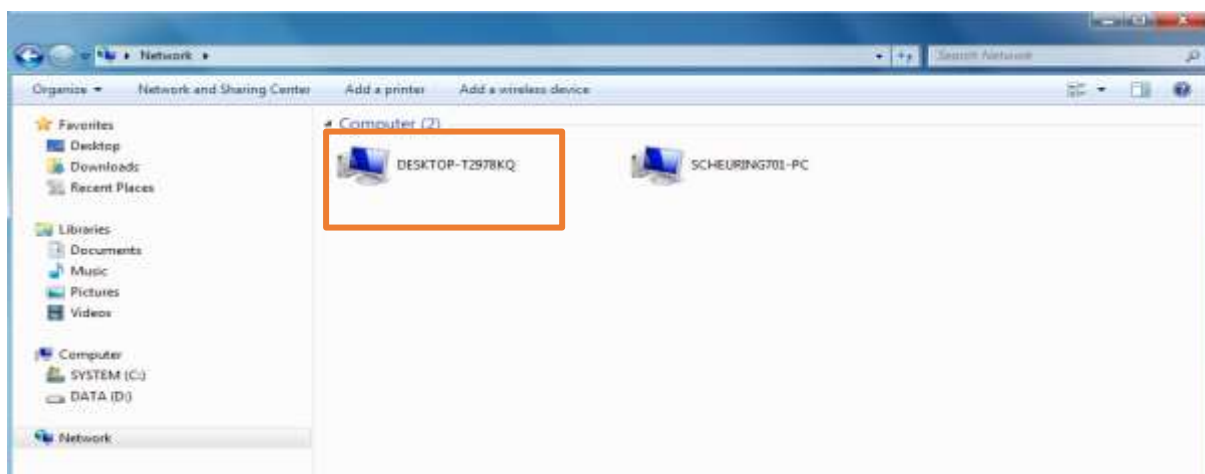 Network
Search Network
Organize
Network and Sharing Center
Add a printer
Add a wireless device
Favorites
Desktop
Downloads
Recent Places
Libraries
Documents
Music
Pictures
Videos
Computer
SYSTEM (C:)
DATA (D:)
Network
Computer (2)
DESKTOP-T2978KQ
SCHEURING701-PC